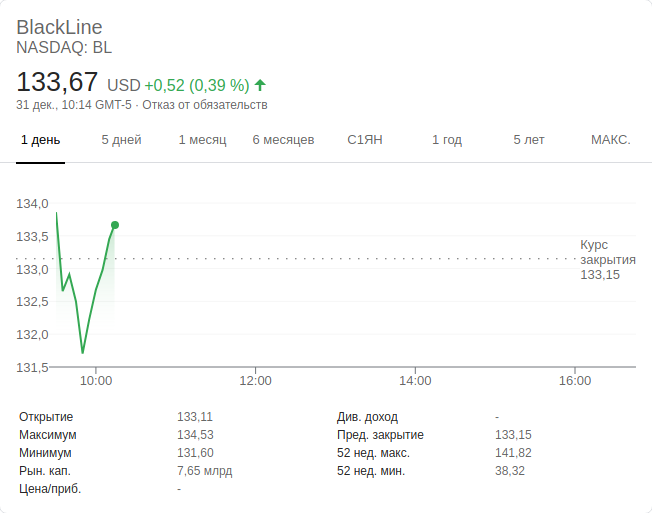 BlackLine
NASDAQ: BL
133,67 USD +0,52 (0,39 %)
31 дек., 10:14 GMT-5 · Отказ от обязательств
1 день 5 дней 1 месяц 6 месяцев С1ЯН 1 год 5 лет МАКС.
134,0
133,5
133,0
132,5
132,0
131,5
Курс
закрытия
133,15
10:00 12:00 14:00 16:00
Открытие 133,11
Максимум 134,53
Минимум 131,60
Рын. кап. 7,65 млрд
Цена/приб. -
Див. доход -
Пред. закрытие 133,15
52 нед. макс. 141,82
52 нед. мин. 38,32